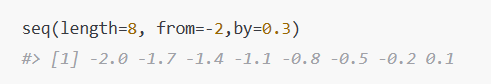 seq(length=8, from=-2,by=0.3)
#> [1] -2.0 -1.7 -1.4 -1.1 -0.8 -0.5 -0.2 0.1